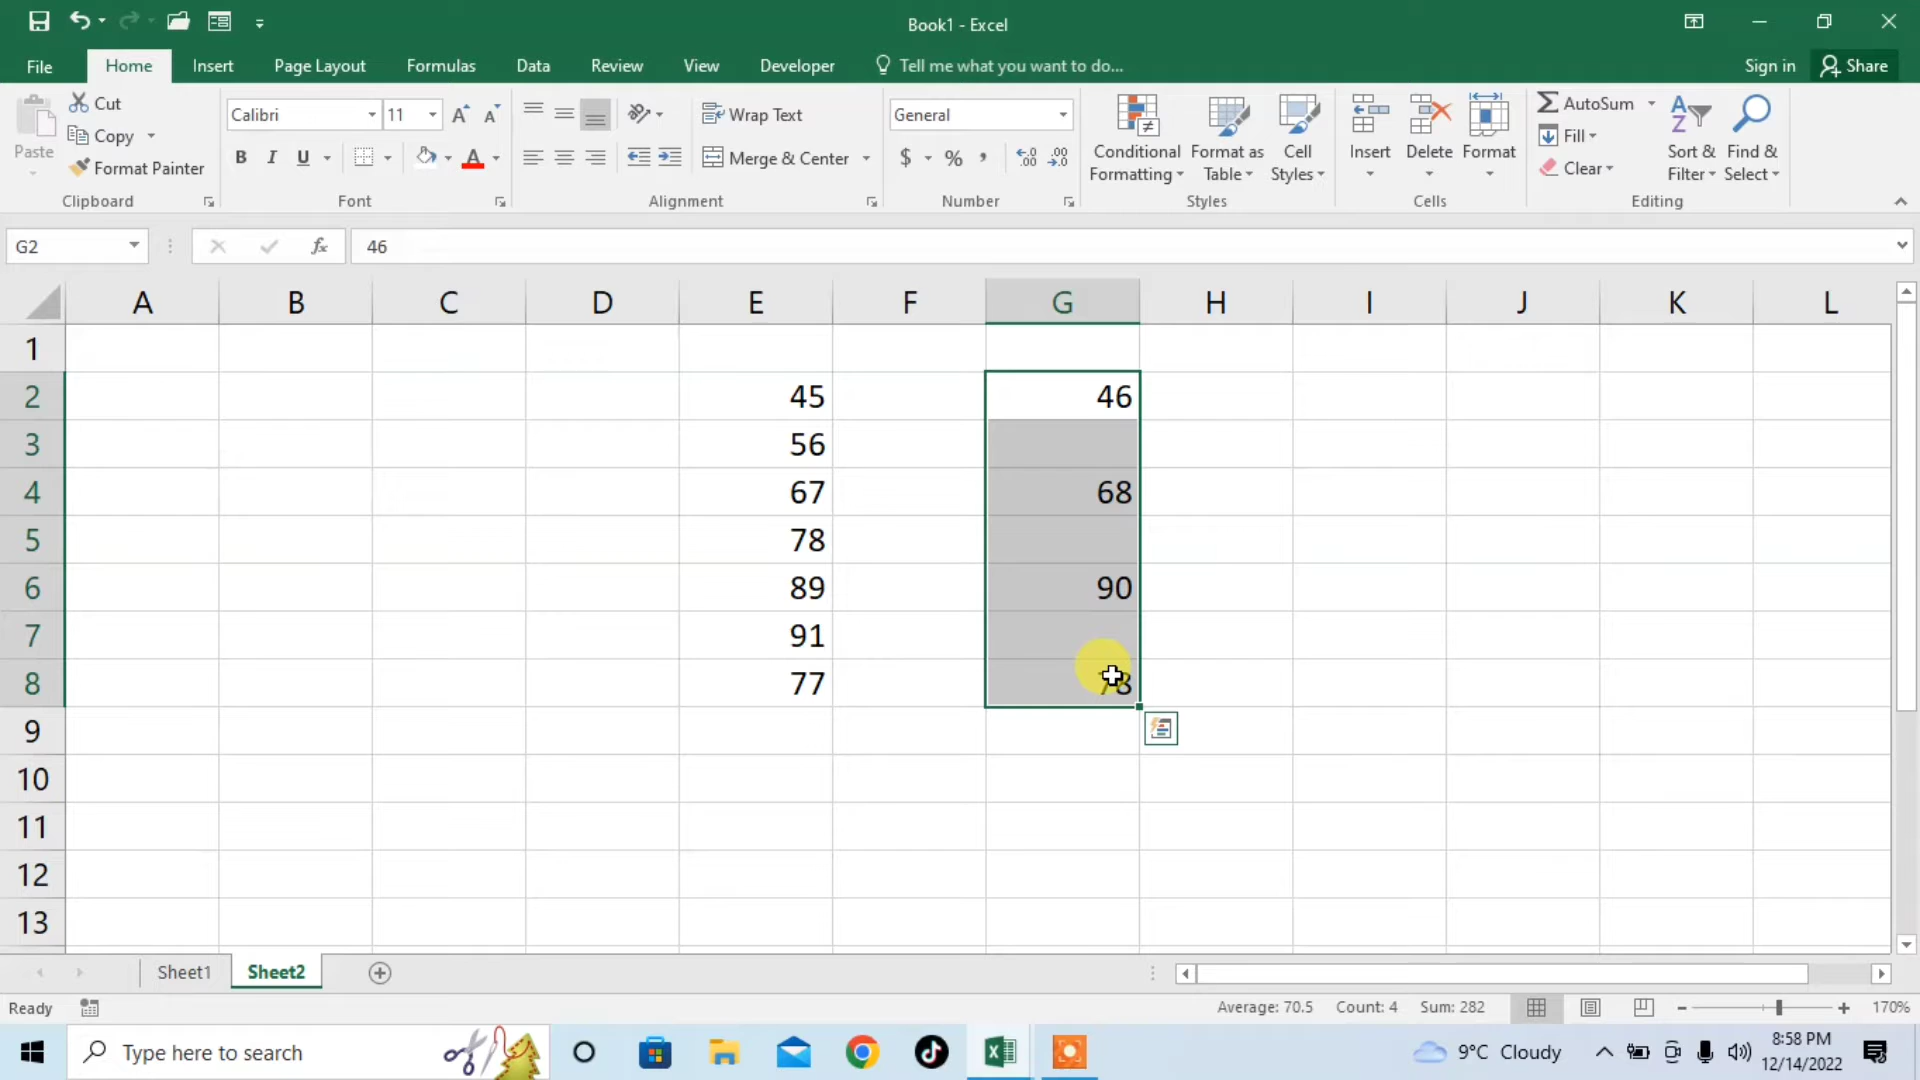 Book1 - Excel
File Home Insert Page Layout Formulas Data Review View Developer Tell me what you want to do... Sign in Share
Paste Cut Copy Format Painter Clipboard
Calibri 11 A A B I U A Font
Wrap Text Merge & Center Alignment
General $ % , .00 .0 Number
Conditional Formatting Format as Table Cell Styles Styles
Insert Delete Format Cells
AutoSum Fill Clear Sort & Filter Find & Select Editing
G2 fx 46
A B C D E F G H I J K L
1
2 45 46
3 56
4 67 68
5 78
6 89 90
7 91
8 77 78
9
10
11
12
13
Sheet1 Sheet2
Ready Average: 70.5 Count: 4 Sum: 282 170%
Type here to search 9°C Cloudy 8:58 PM
12/14/2022